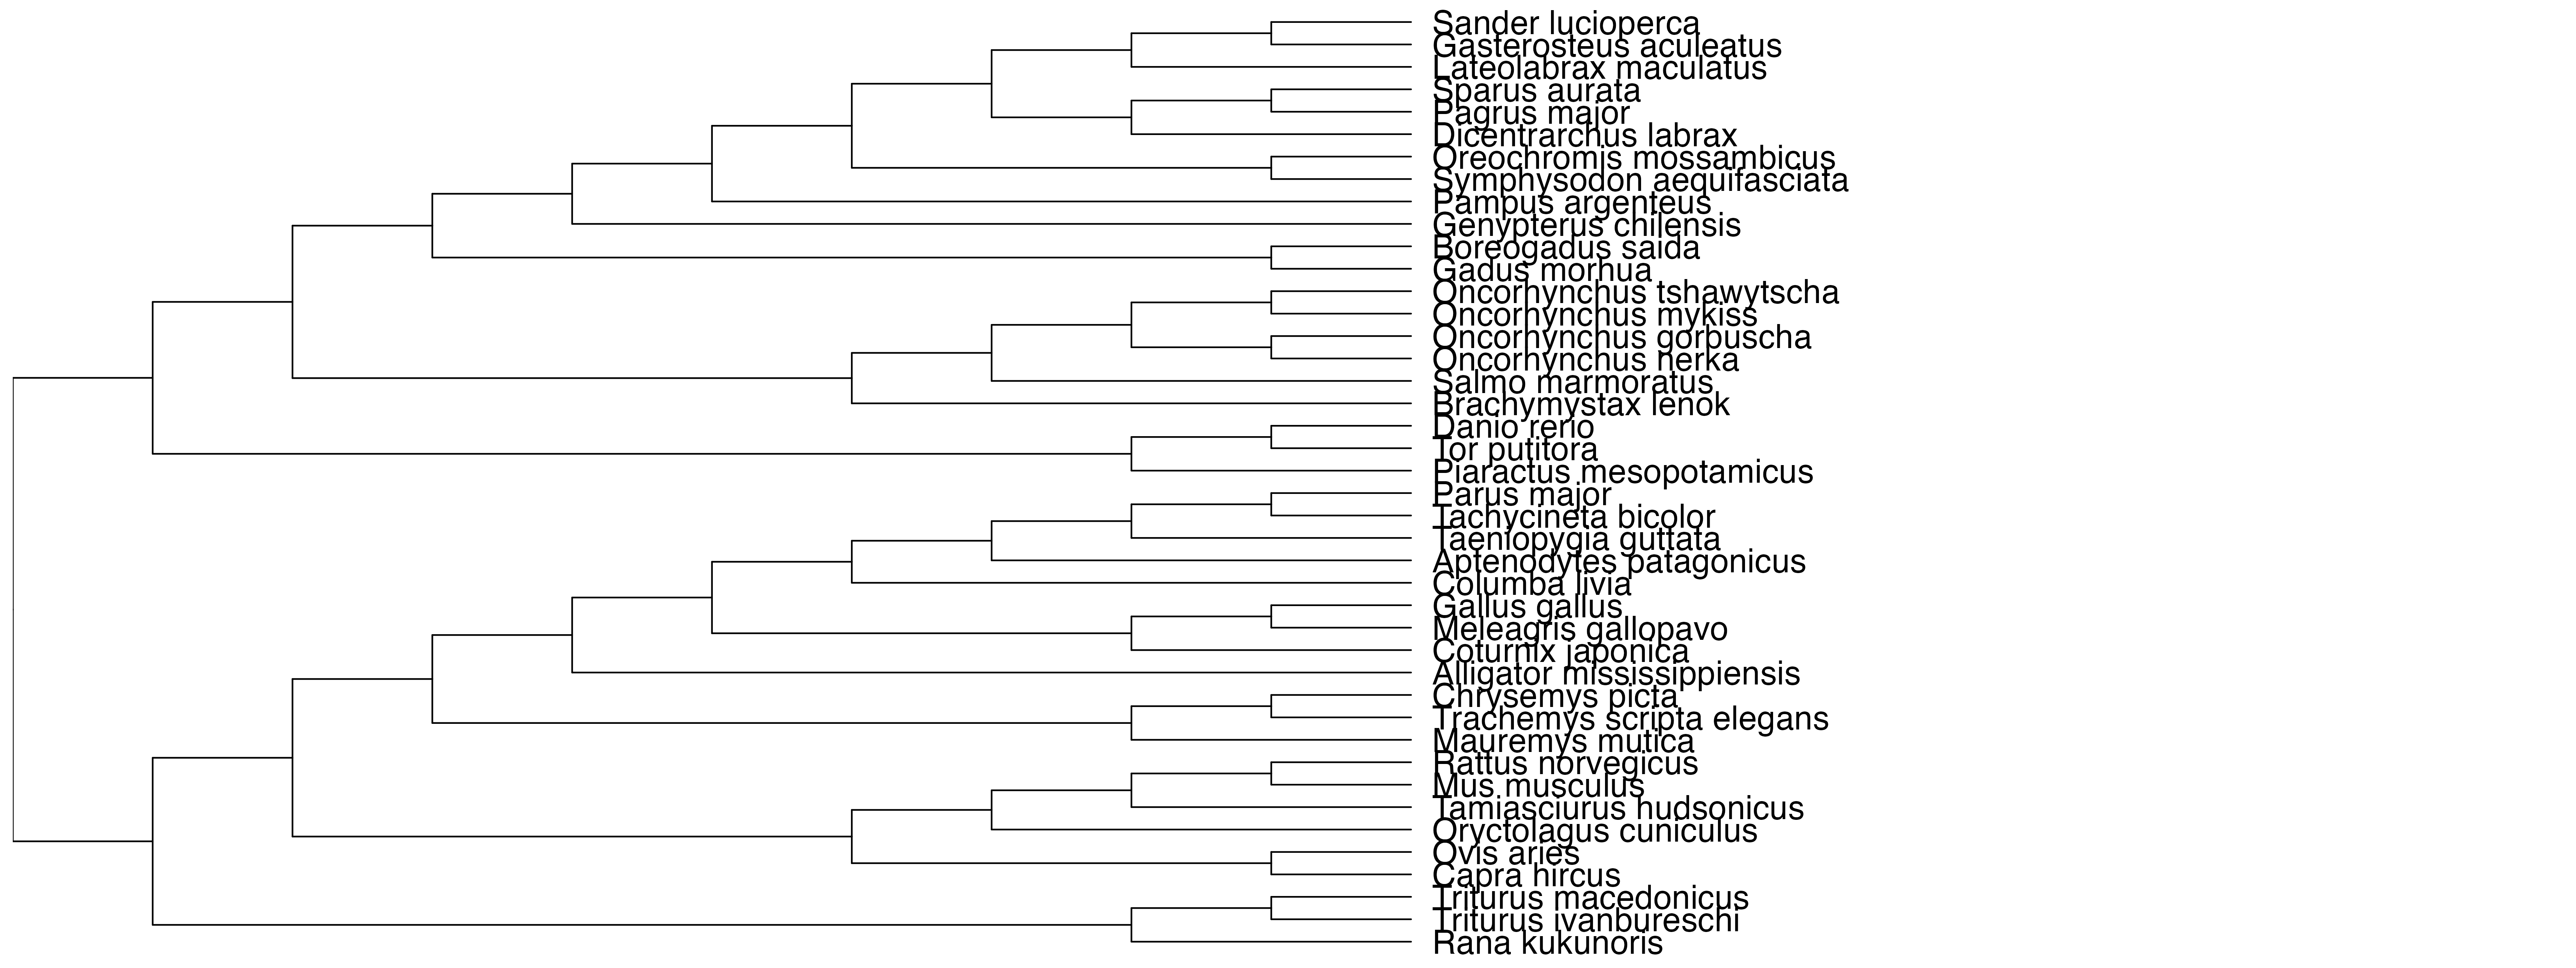 Sander lucioperca
Gasterosteus aculeatus
Lateolabrax maculatus
Sparus aurata
Pagrus major
Dicentrarchus labrax
Oreochromis mossambicus
Symphysodon aequifasciata
Pampus argenteus
Genypterus chilensis
Boreogadus saida
Gadus morhua
Oncorhynchus tshawytscha
Oncorhynchus mykiss
Oncorhynchus gorbuscha
Oncorhynchus nerka
Salmo marmoratus
Brachymystax lenok
Danio rerio
Tor putitora
Piaractus mesopotamicus
Parus major
Tachycineta bicolor
Taeniopygia guttata
Aptenodytes patagonicus
Columba livia
Gallus gallus
Meleagris gallopavo
Coturnix japonica
Alligator mississippiensis
Chrysemys picta
Trachemys scripta elegans
Mauremys mutica
Rattus norvegicus
Mus musculus
Tamiasciurus hudsonicus
Oryctolagus cuniculus
Ovis aries
Capra hircus
Triturus macedonicus
Triturus ivanbureschi
Rana kukunoris